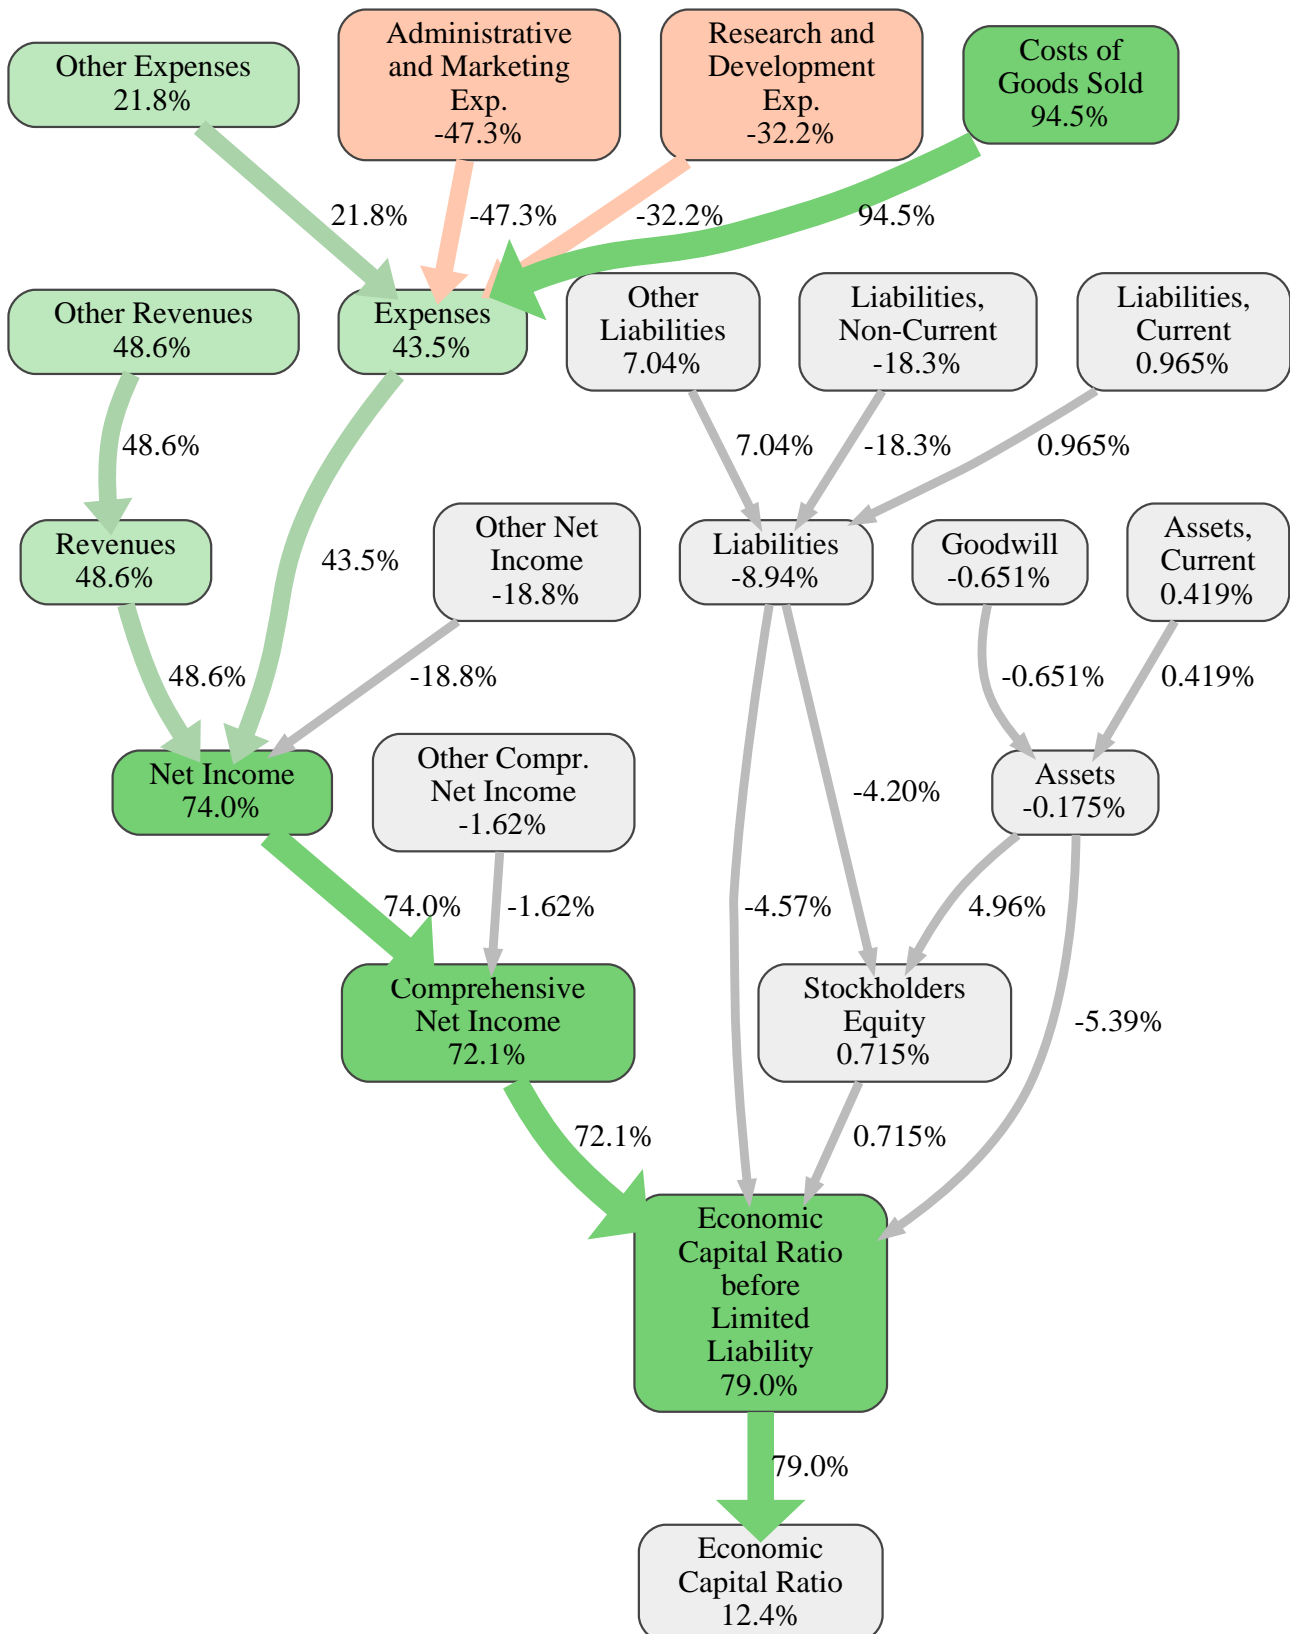 Other Expenses
21.8%
Administrative
and Marketing
Exp.
-47.3%
Research and
Development
Exp.
-32.2%
Costs of
Goods Sold
94.5%
21.8%
-47.3%
-32.2%
94.5%
Other Revenues
48.6%
Expenses
43.5%
Other
Liabilities
7.04%
Liabilities,
Non-Current
-18.3%
Liabilities,
Current
0.965%
48.6%
7.04%
-18.3%
0.965%
Revenues
48.6%
43.5%
Other Net
Income
-18.8%
Liabilities
-8.94%
Goodwill
-0.651%
Assets,
Current
0.419%
48.6%
-18.8%
-0.651%
0.419%
Net Income
74.0%
Other Compr.
Net Income
-1.62%
-4.20%
Assets
-0.175%
74.0%
-1.62%
-4.57%
4.96%
Comprehensive
Net Income
72.1%
Stockholders
Equity
0.715%
-5.39%
72.1%
0.715%
Economic
Capital Ratio
before
Limited
Liability
79.0%
79.0%
Economic
Capital Ratio
12.4%